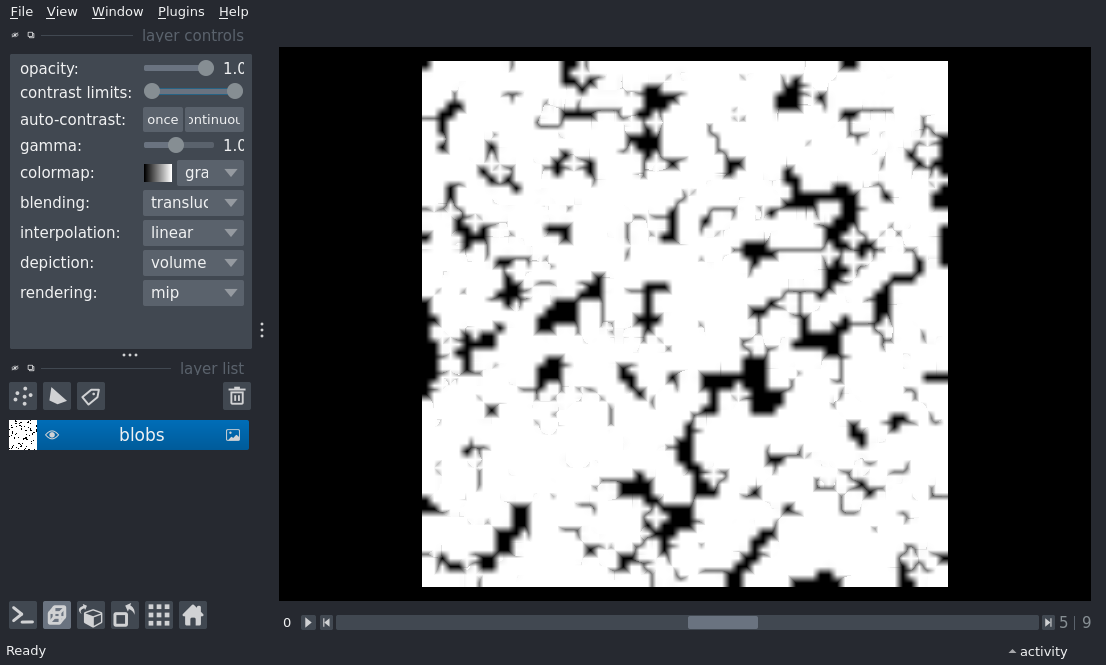 File View Window Plugins Help
layer controls
opacity: 1.0
contrast limits:
auto-contrast: once ontinuou
gamma: 1.0
colormap: gra
blending: transluc
interpolation: linear
depiction: volume
rendering: mip
layer list
blobs
0 5 | 9
Ready activity